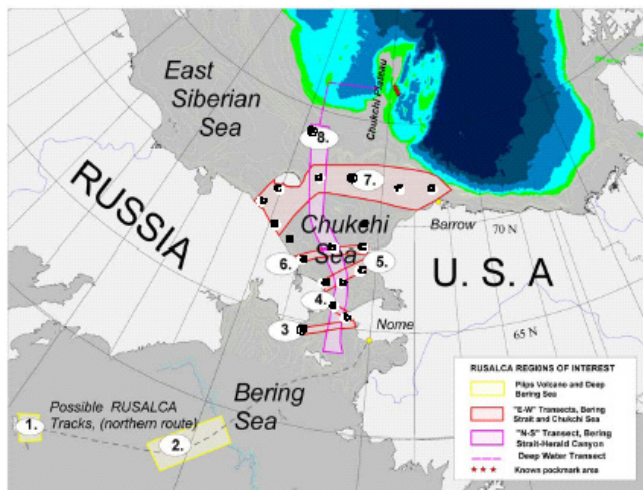 East
Siberian
Sea
Chukchi Plateau
8.
7.
RUSSIA
Chukchi
Sea
Barrow
70 N
6.
5.
U. S. A
4.
3
Nome
65 N
Bering
Sea
Possible RUSALCA
Tracks, (northern route)
1.
2.
RUSALCA REGIONS OF INTEREST
Piips Volcano and Deep
Bering Sea
"E-W" Transects, Bering
Strait and Chukchi Sea
"N-S" Transect, Bering
Strait-Herald Canyon
Deep Water Transect
Known pockmark area